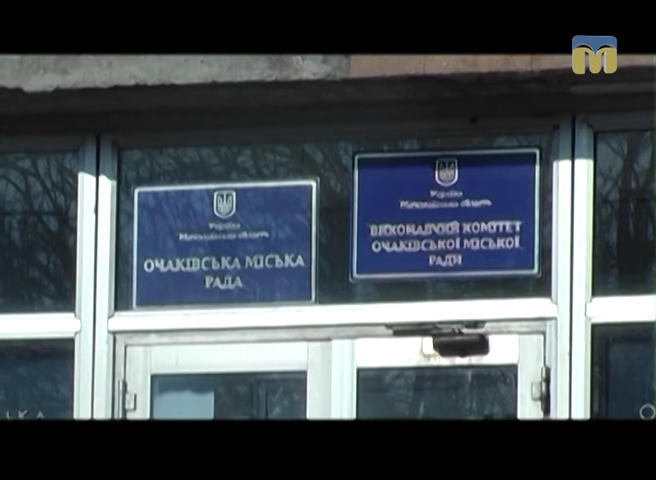 Україна
Миколаївська область
ОЧАКІВСЬКА МІСЬКА
РАДА
Україна
Миколаївська область
ВИКОНАВЧИЙ КОМІТЕТ
ОЧАКІВСЬКОЇ МІСЬКОЇ
РАДИ